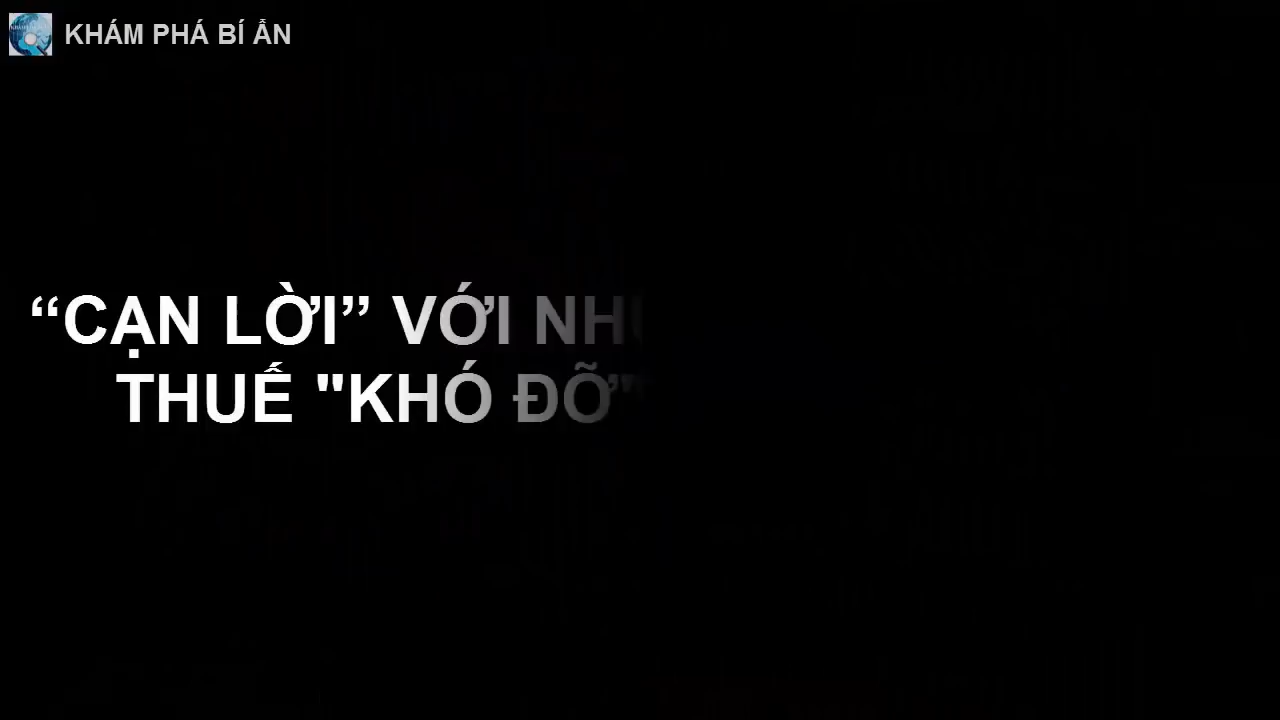 KHÁM PHÁ BÍ ẨN
“CẠN LỜI” VỚI
THUẾ "KHÓ ĐỠ"